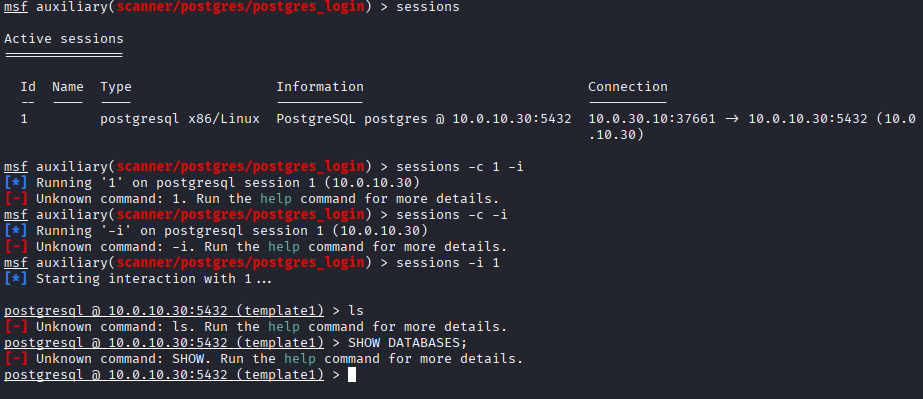 msf auxiliary(scanner/postgres/postgres_login) > sessions
Active sessions
===============
Id Name Type Information Connection
-- ---- ---- ----------- ----------
1 postgresql x86/Linux PostgreSQL postgres @ 10.0.10.30:5432 10.0.30.10:37661 -> 10.0.10.30:5432 (10.0
.10.30)
msf auxiliary(scanner/postgres/postgres_login) > sessions -c 1 -i
[*] Running '1' on postgresql session 1 (10.0.10.30)
[-] Unknown command: 1. Run the help command for more details.
msf auxiliary(scanner/postgres/postgres_login) > sessions -c -i
[*] Running '-i' on postgresql session 1 (10.0.10.30)
[-] Unknown command: -i. Run the help command for more details.
msf auxiliary(scanner/postgres/postgres_login) > sessions -i 1
[*] Starting interaction with 1...
postgresql @ 10.0.10.30:5432 (template1) > ls
[-] Unknown command: ls. Run the help command for more details.
postgresql @ 10.0.10.30:5432 (template1) > SHOW DATABASES;
[-] Unknown command: SHOW. Run the help command for more details.
postgresql @ 10.0.10.30:5432 (template1) >